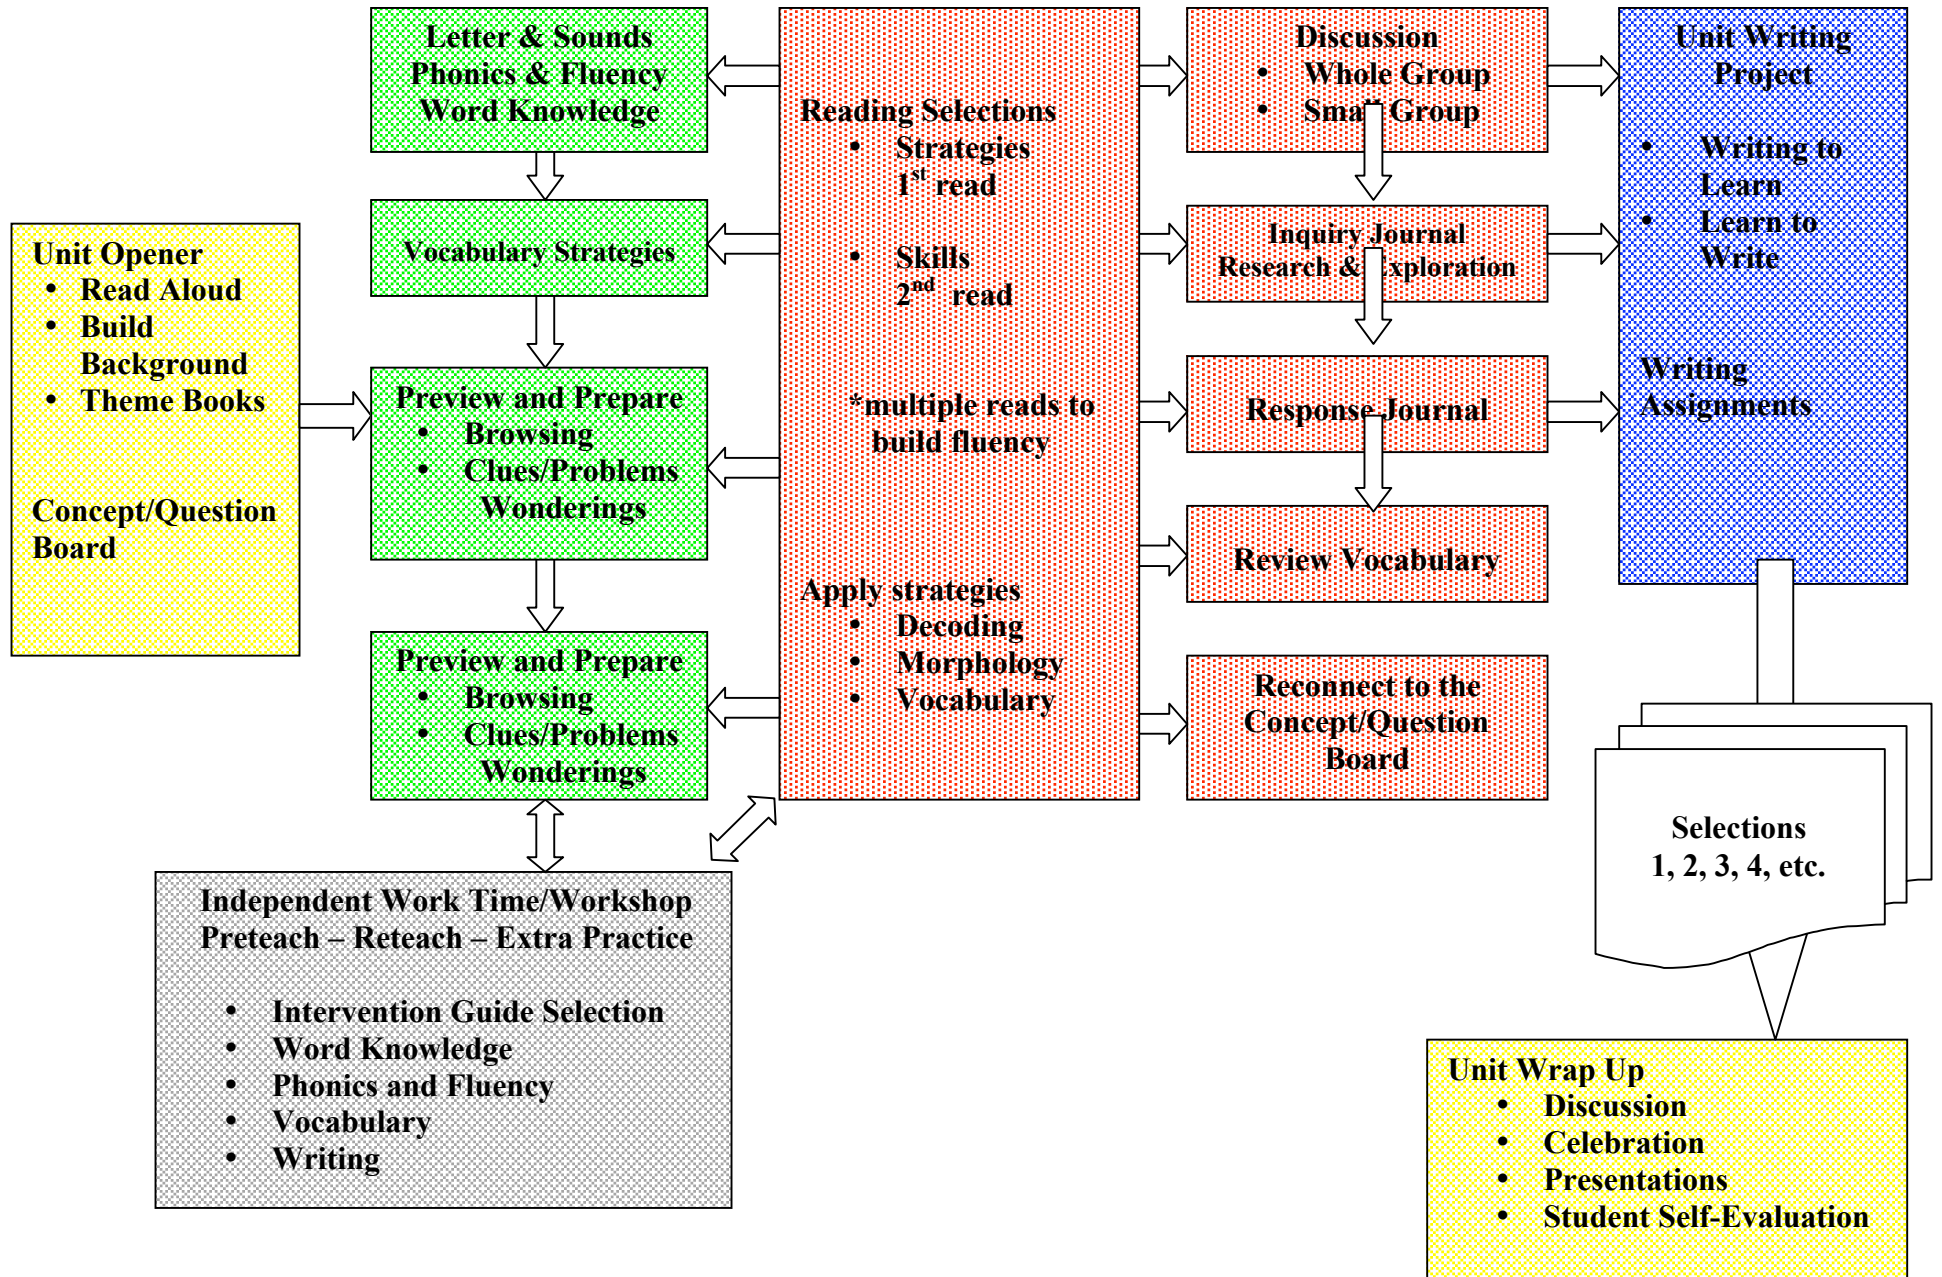 Unit Opener
• Read Aloud
• Build
Background
• Theme Books
Concept/Question
Board
Letter & Sounds
Phonics & Fluency
Word Knowledge
Vocabulary Strategies
Preview and Prepare
• Browsing
• Clues/Problems
Wonderings
Preview and Prepare
• Browsing
• Clues/Problems
Wonderings
Independent Work Time/Workshop
Preteach – Reteach – Extra Practice
• Intervention Guide Selection
• Word Knowledge
• Phonics and Fluency
• Vocabulary
• Writing
Reading Selections
• Strategies
1st read
• Skills
2nd read
*multiple reads to
build fluency
Apply strategies
• Decoding
• Morphology
• Vocabulary
Discussion
• Whole Group
• Small Group
Inquiry Journal
Research & Exploration
Response Journal
Review Vocabulary
Reconnect to the
Concept/Question
Board
Unit Writing
Project
• Writing to
Learn
• Learn to
Write
Writing
Assignments
Selections
1, 2, 3, 4, etc.
Unit Wrap Up
• Discussion
• Celebration
• Presentations
• Student Self-Evaluation